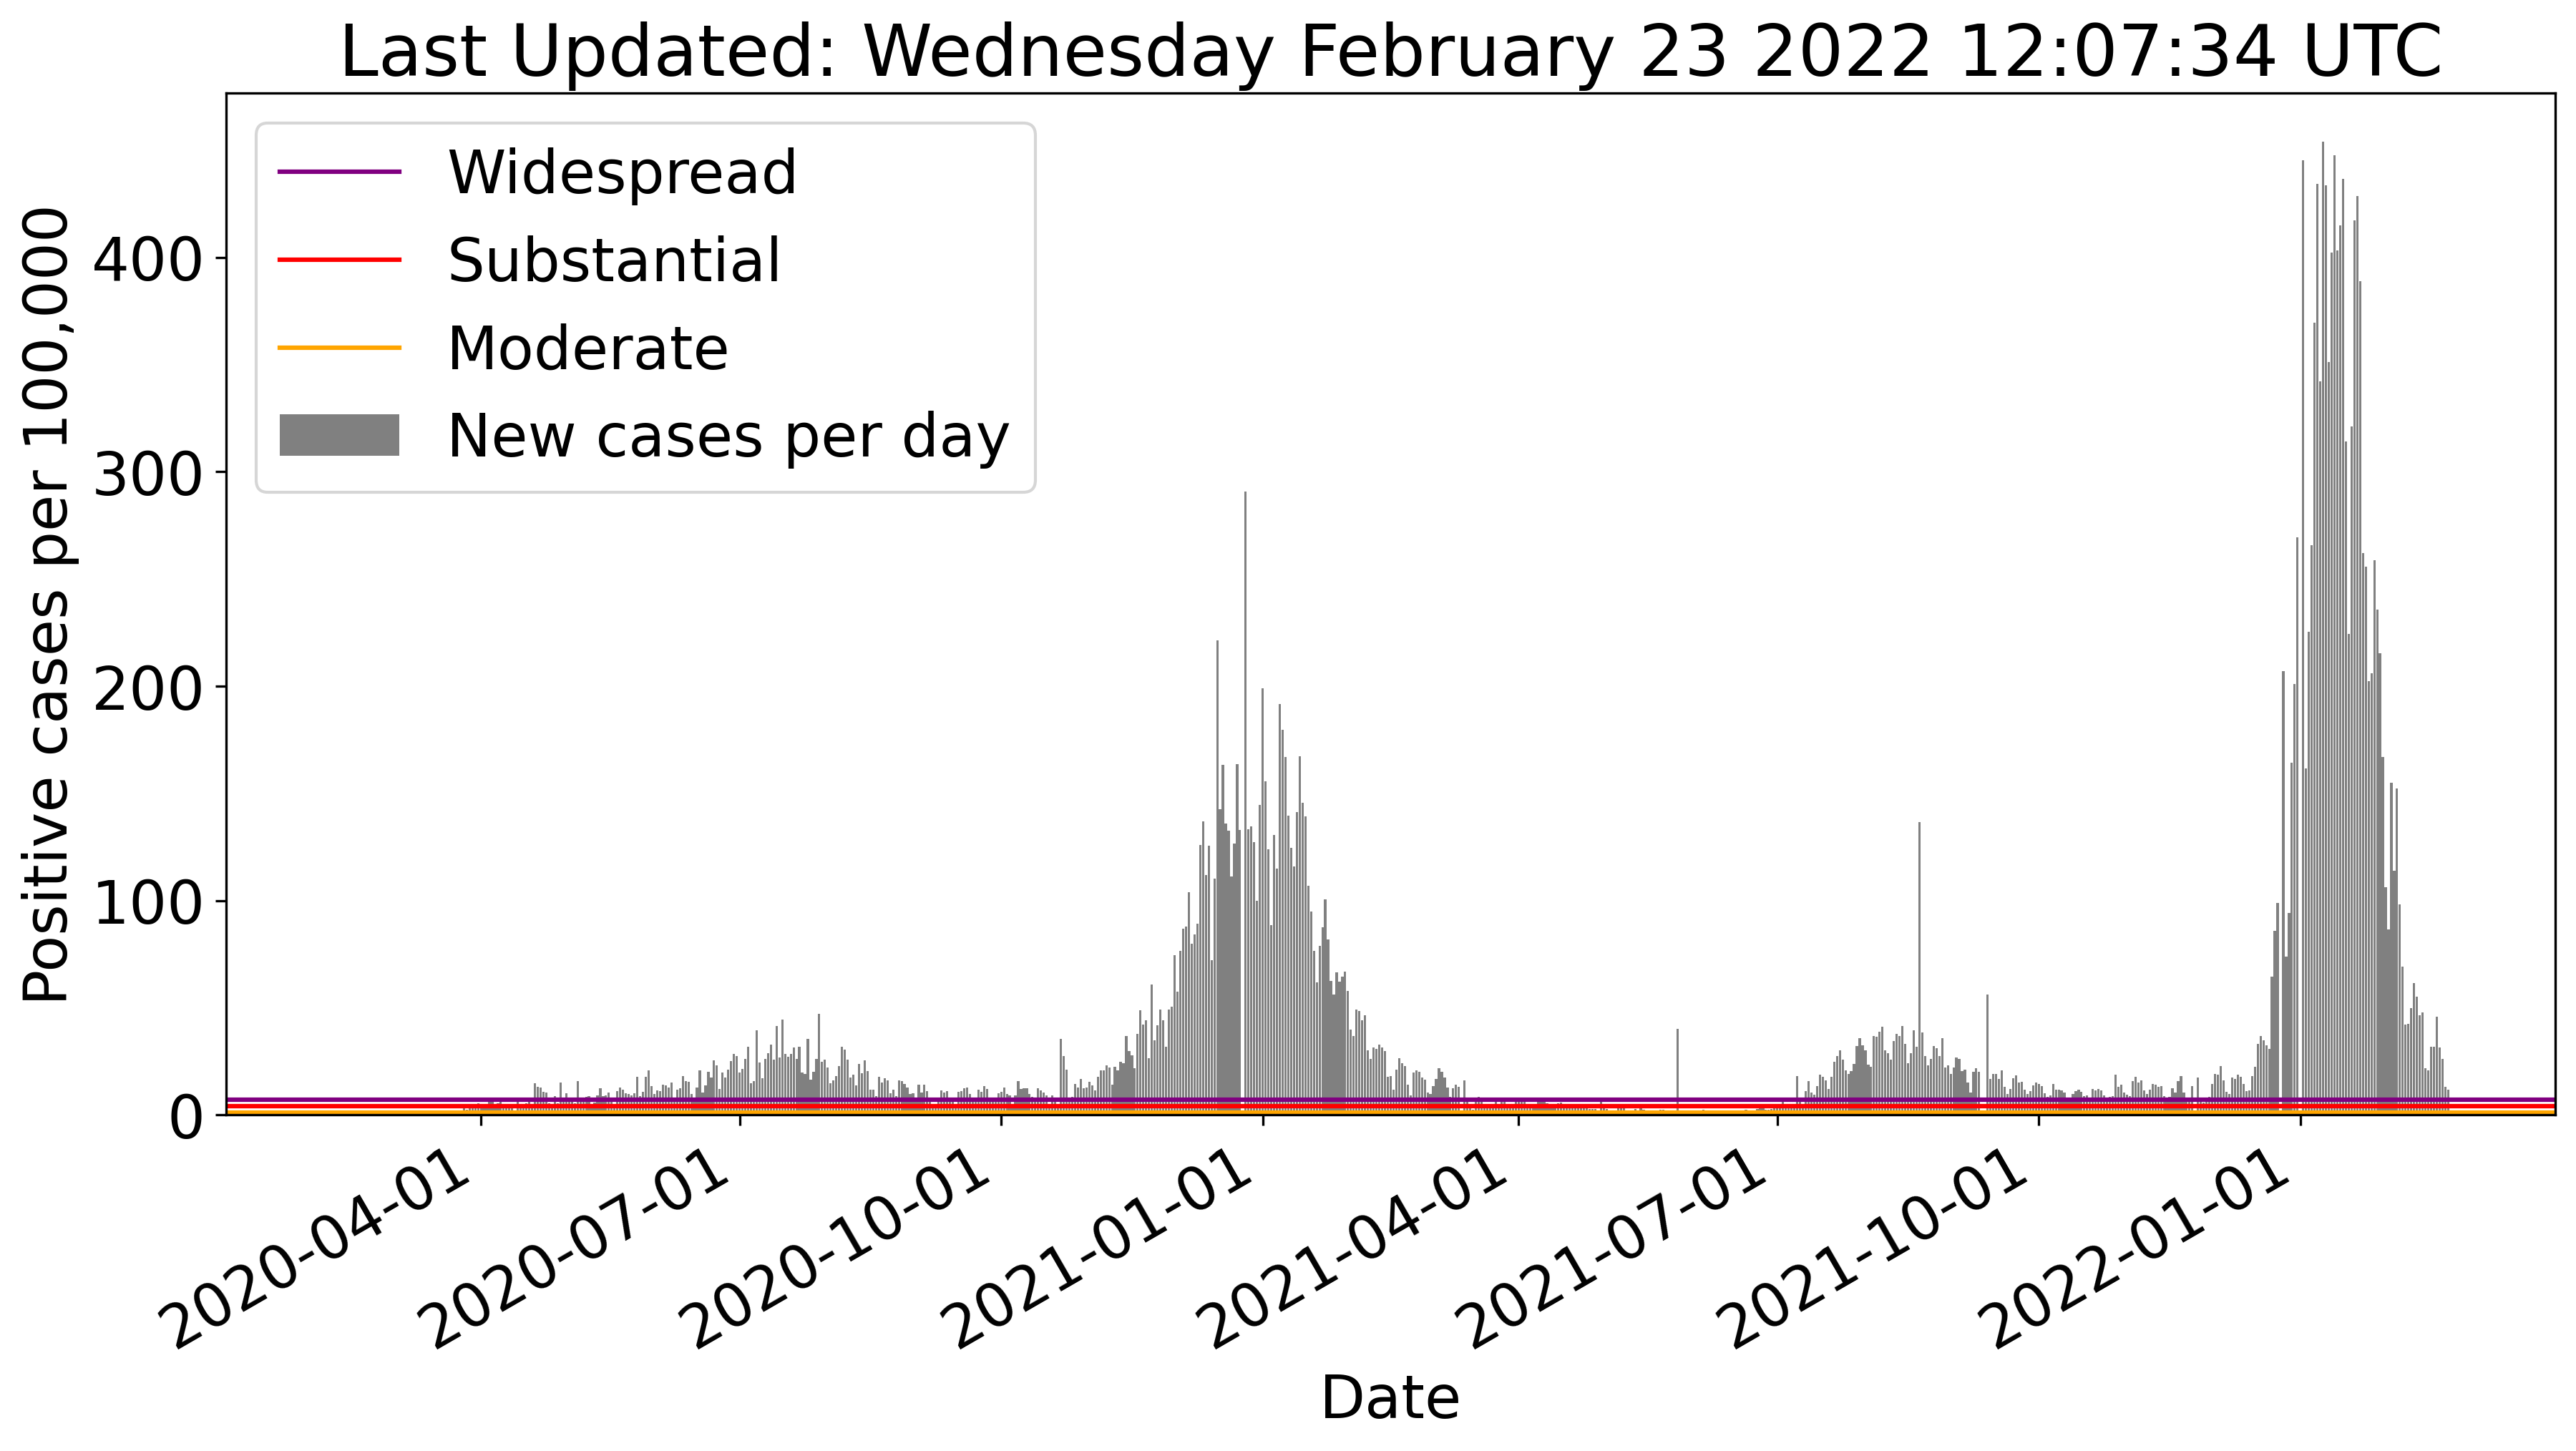 Last Updated: Wednesday February 23 2022 12:07:34 UTC
Widespread
Substantial
Moderate
New cases per day
Positive cases per 100,000
400
300
200
100
0
2020-04-01
2020-07-01
2020-10-01
2021-01-01
2021-04-01
2021-07-01
2021-10-01
2022-01-01
Date